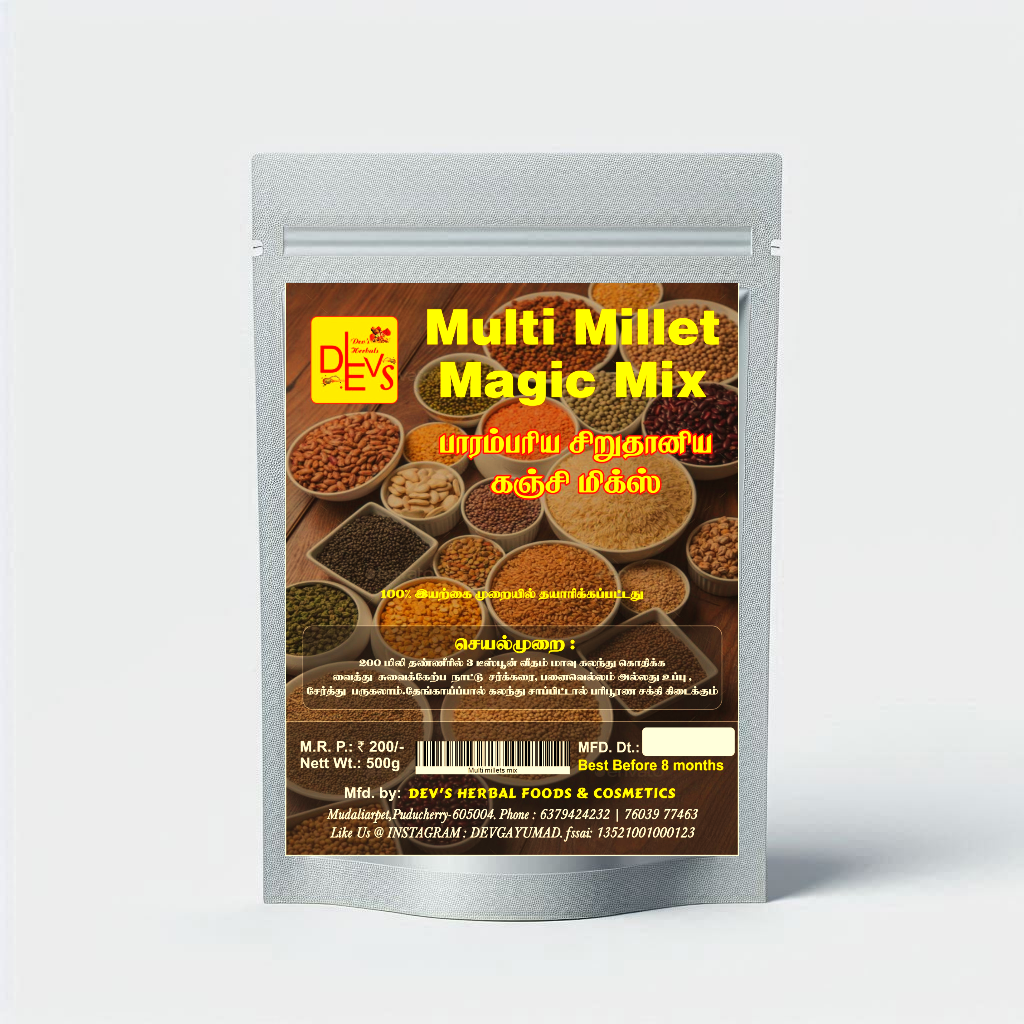 Dev's
Herbals
DEVS
Multi Millet
Magic Mix
பாரம்பரிய சிறுதானிய
கஞ்சி மிக்ஸ்
100% இயற்கை முறையில் தயாரிக்கப்பட்டது
செயல்முறை :
200 மிலி தண்ணீரில் 3 டீஸ்பூன் வீதம் மாவு கலந்து கொதிக்க
வைத்து சுவைக்கேற்ப நாட்டு சர்க்கரை, பனைவெல்லம் அல்லது உப்பு ,
சேர்த்து பருகலாம்.தேங்காய்ப்பால் கலந்து சாப்பிட்டால் பரிபூரண சக்தி கிடைக்கும்
M.R. P.: ₹ 200/-
Nett Wt.: 500g
Multi millets mix
MFD. Dt.:
Best Before 8 months
Mfd. by: DEV'S HERBAL FOODS & COSMETICS
Mudaliarpet,Puducherry-605004. Phone : 6379424232 | 76039 77463
Like Us @ INSTAGRAM : DEVGAYUMAD. fssai: 13521001000123